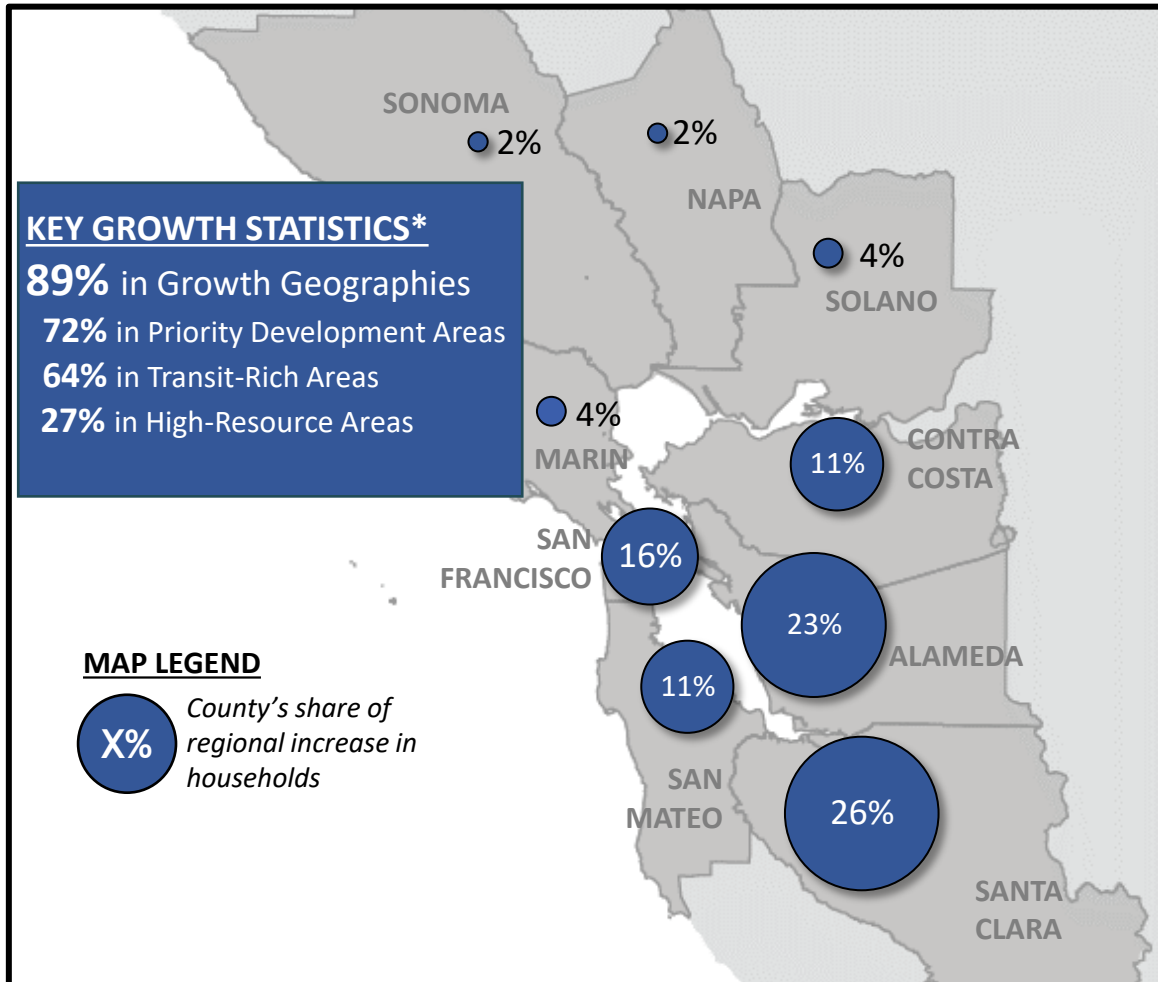 SONOMA
2%
2%
NAPA
4%
SOLANO
KEY GROWTH STATISTICS*
89% in Growth Geographies
72% in Priority Development Areas
64% in Transit-Rich Areas
27% in High-Resource Areas
4%
MARIN
CONTRA
COSTA
11%
SAN
FRANCISCO
16%
23%
ALAMEDA
11%
SAN
MATEO
MAP LEGEND
X%
County's share of
regional increase in
households
26%
SANTA
CLARA